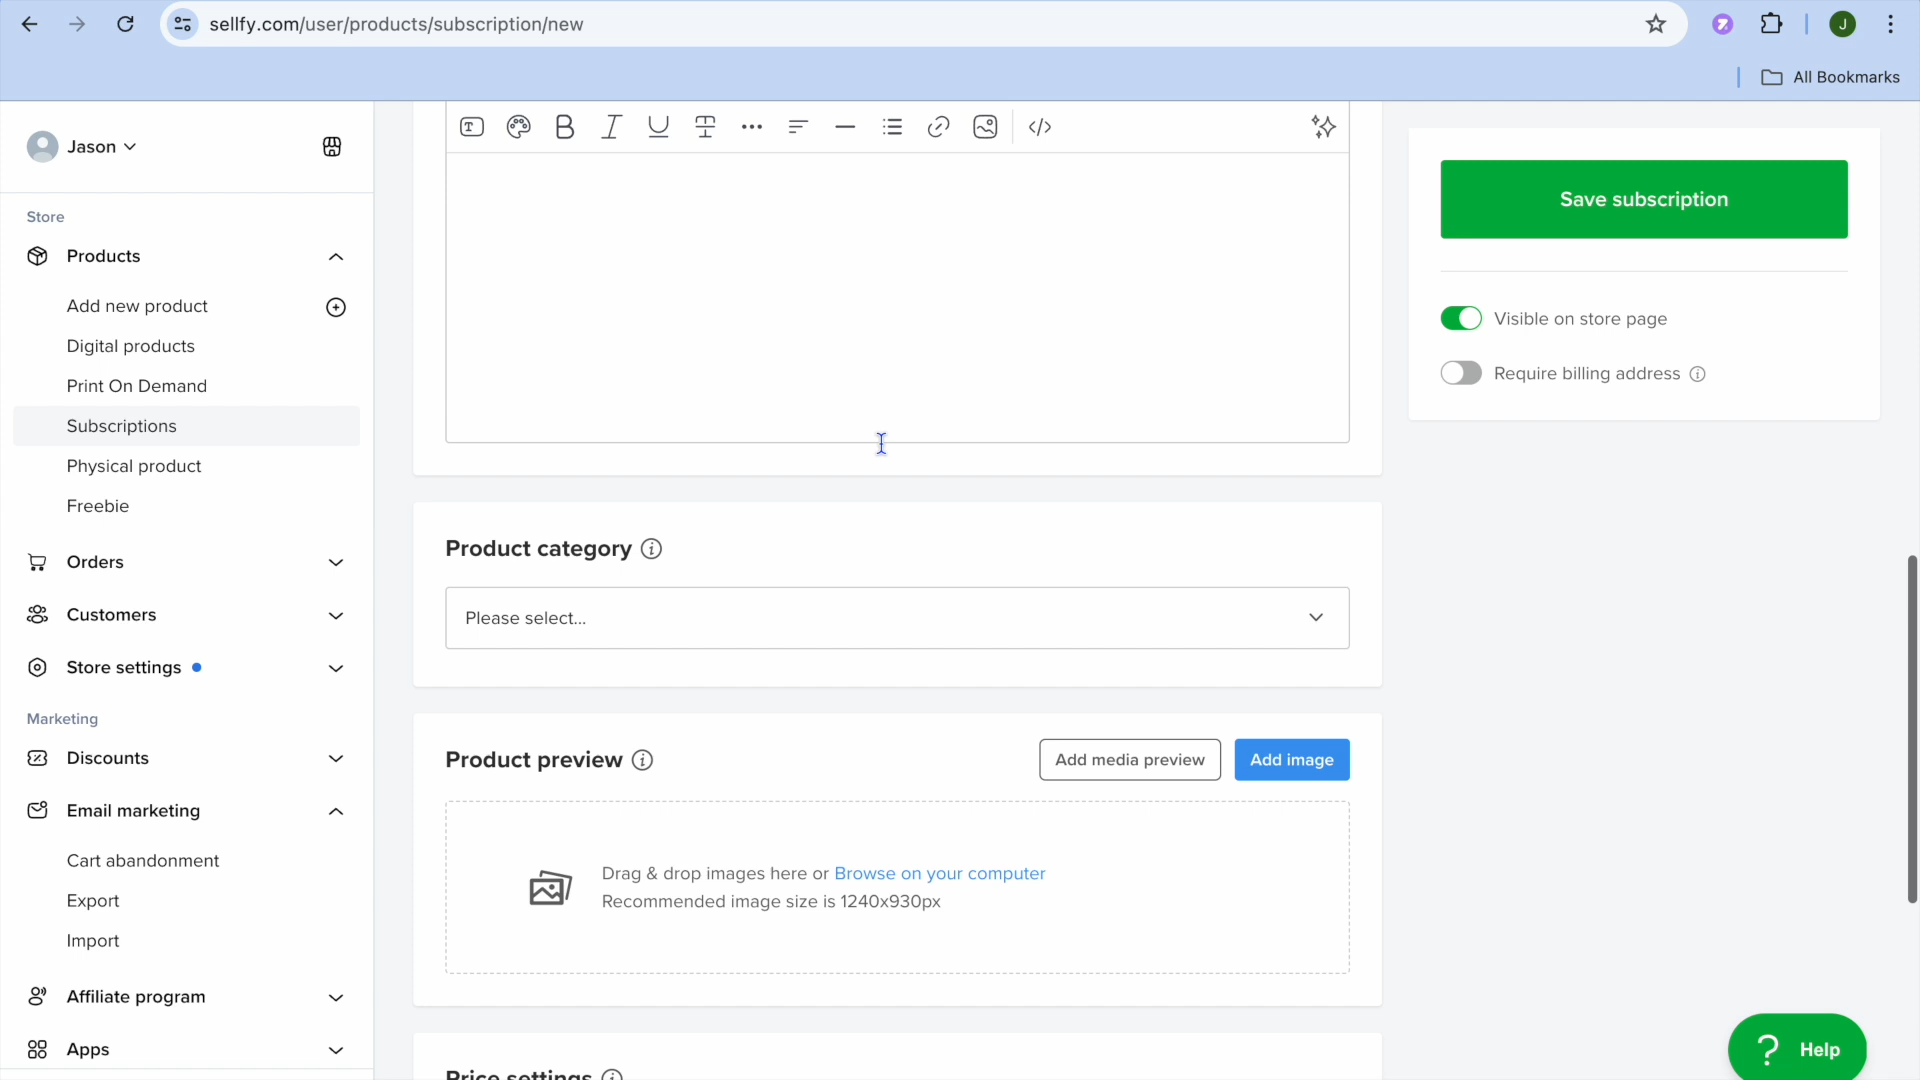 sellfy.com/user/products/subscription/new
J
All Bookmarks
Jason
Store
Products
Add new product
Digital products
Print On Demand
Subscriptions
Physical product
Freebie
Orders
Customers
Store settings
Marketing
Discounts
Email marketing
Cart abandonment
Export
Import
Affiliate program
Apps
Product category
Please select...
Product preview
Add media preview
Add image
Drag & drop images here or Browse on your computer
Recommended image size is 1240x930px
Price settings
Save subscription
Visible on store page
Require billing address
? Help